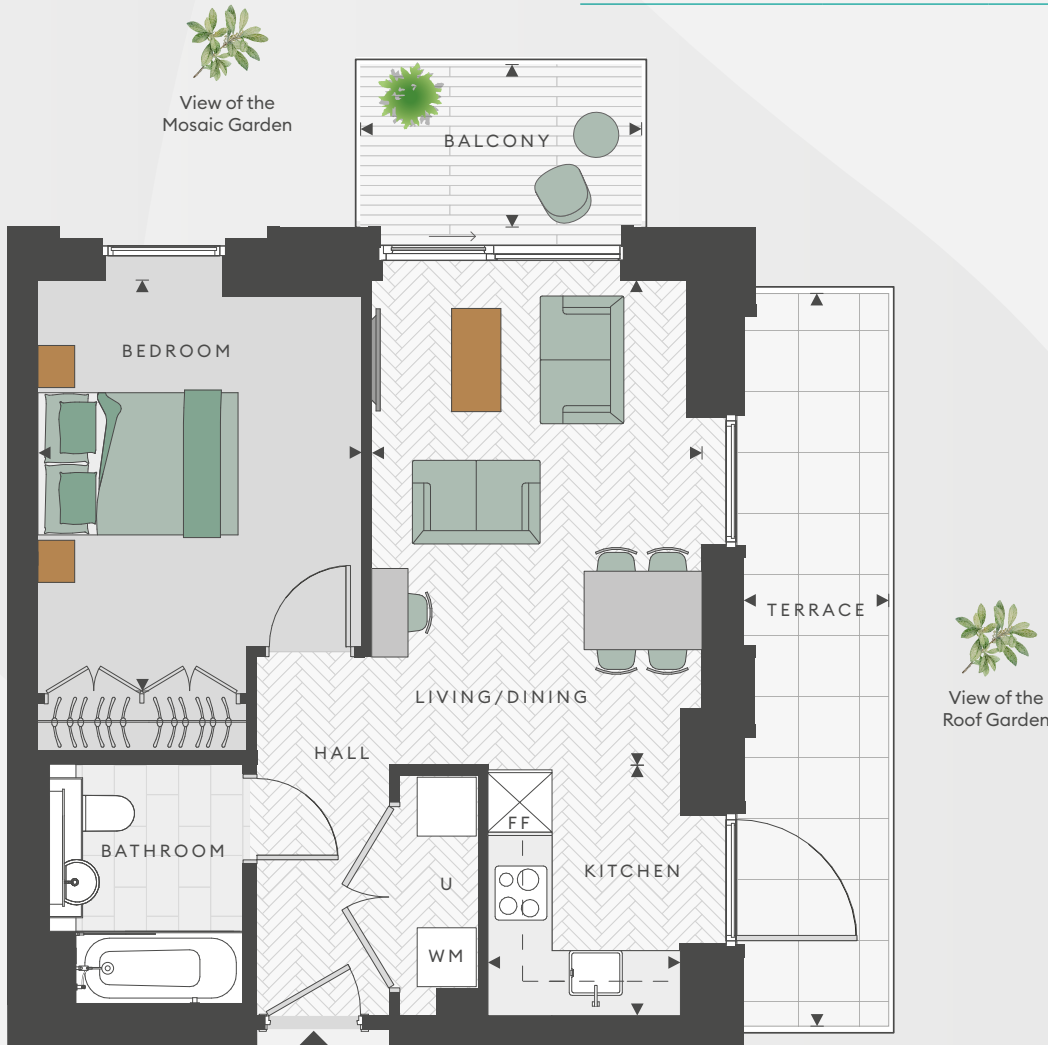 View of the
Mosaic Garden
BALCONY
BEDROOM
TERRACE
View of the
Roof Garden
LIVING/DINING
HALL
FF
BATHROOM
KITCHEN
U
WM